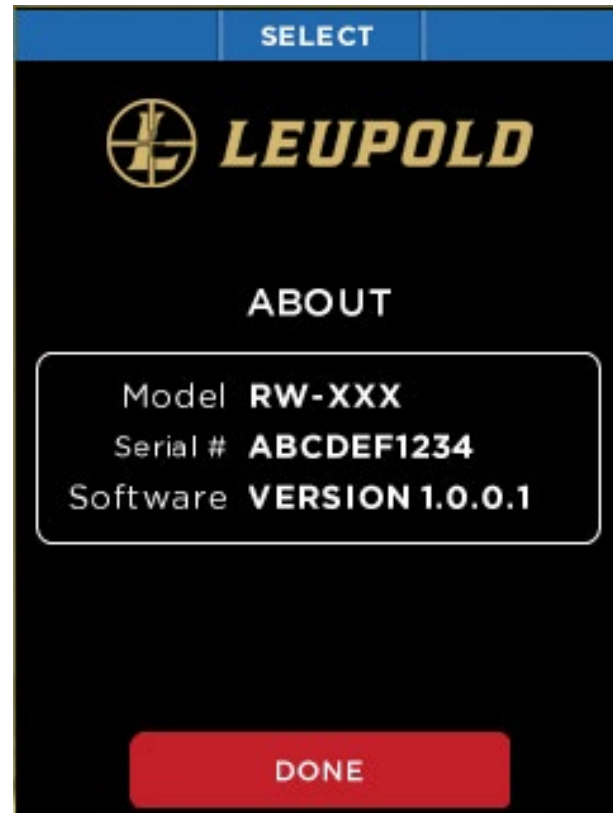 SELECT
LEUPOLD
ABOUT
Model RW-XXX
Serial # ABCDEF1234
Software VERSION 1.0.0.1
DONE